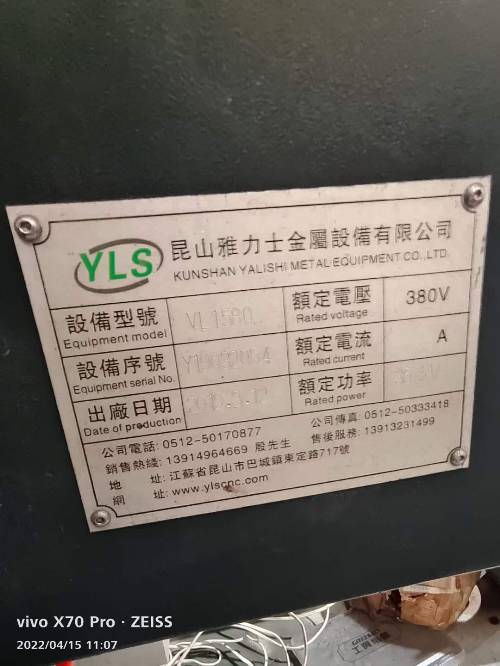 YLS
昆山雅力士金屬設備有限公司
KUNSHAN YALISHI METAL EQUIPMENT CO.,LTD.
設備型號 額定電壓 380V
Equipment model Rated voltage
設備序號 額定電流 A
Equipment serial No. Rated current
出廠日期 額定功率
Date of production Rated power
公司電話: 0512-50170877 公司傳真: 0512-50333418
銷售熱綫: 13914964669 殷先生 售後服務: 13913231499
地 址: 江蘇省昆山市巴城鎮東定路717號
網 址: www.ylscnc.com
vivo X70 Pro · ZEISS
2022/04/15 11:07